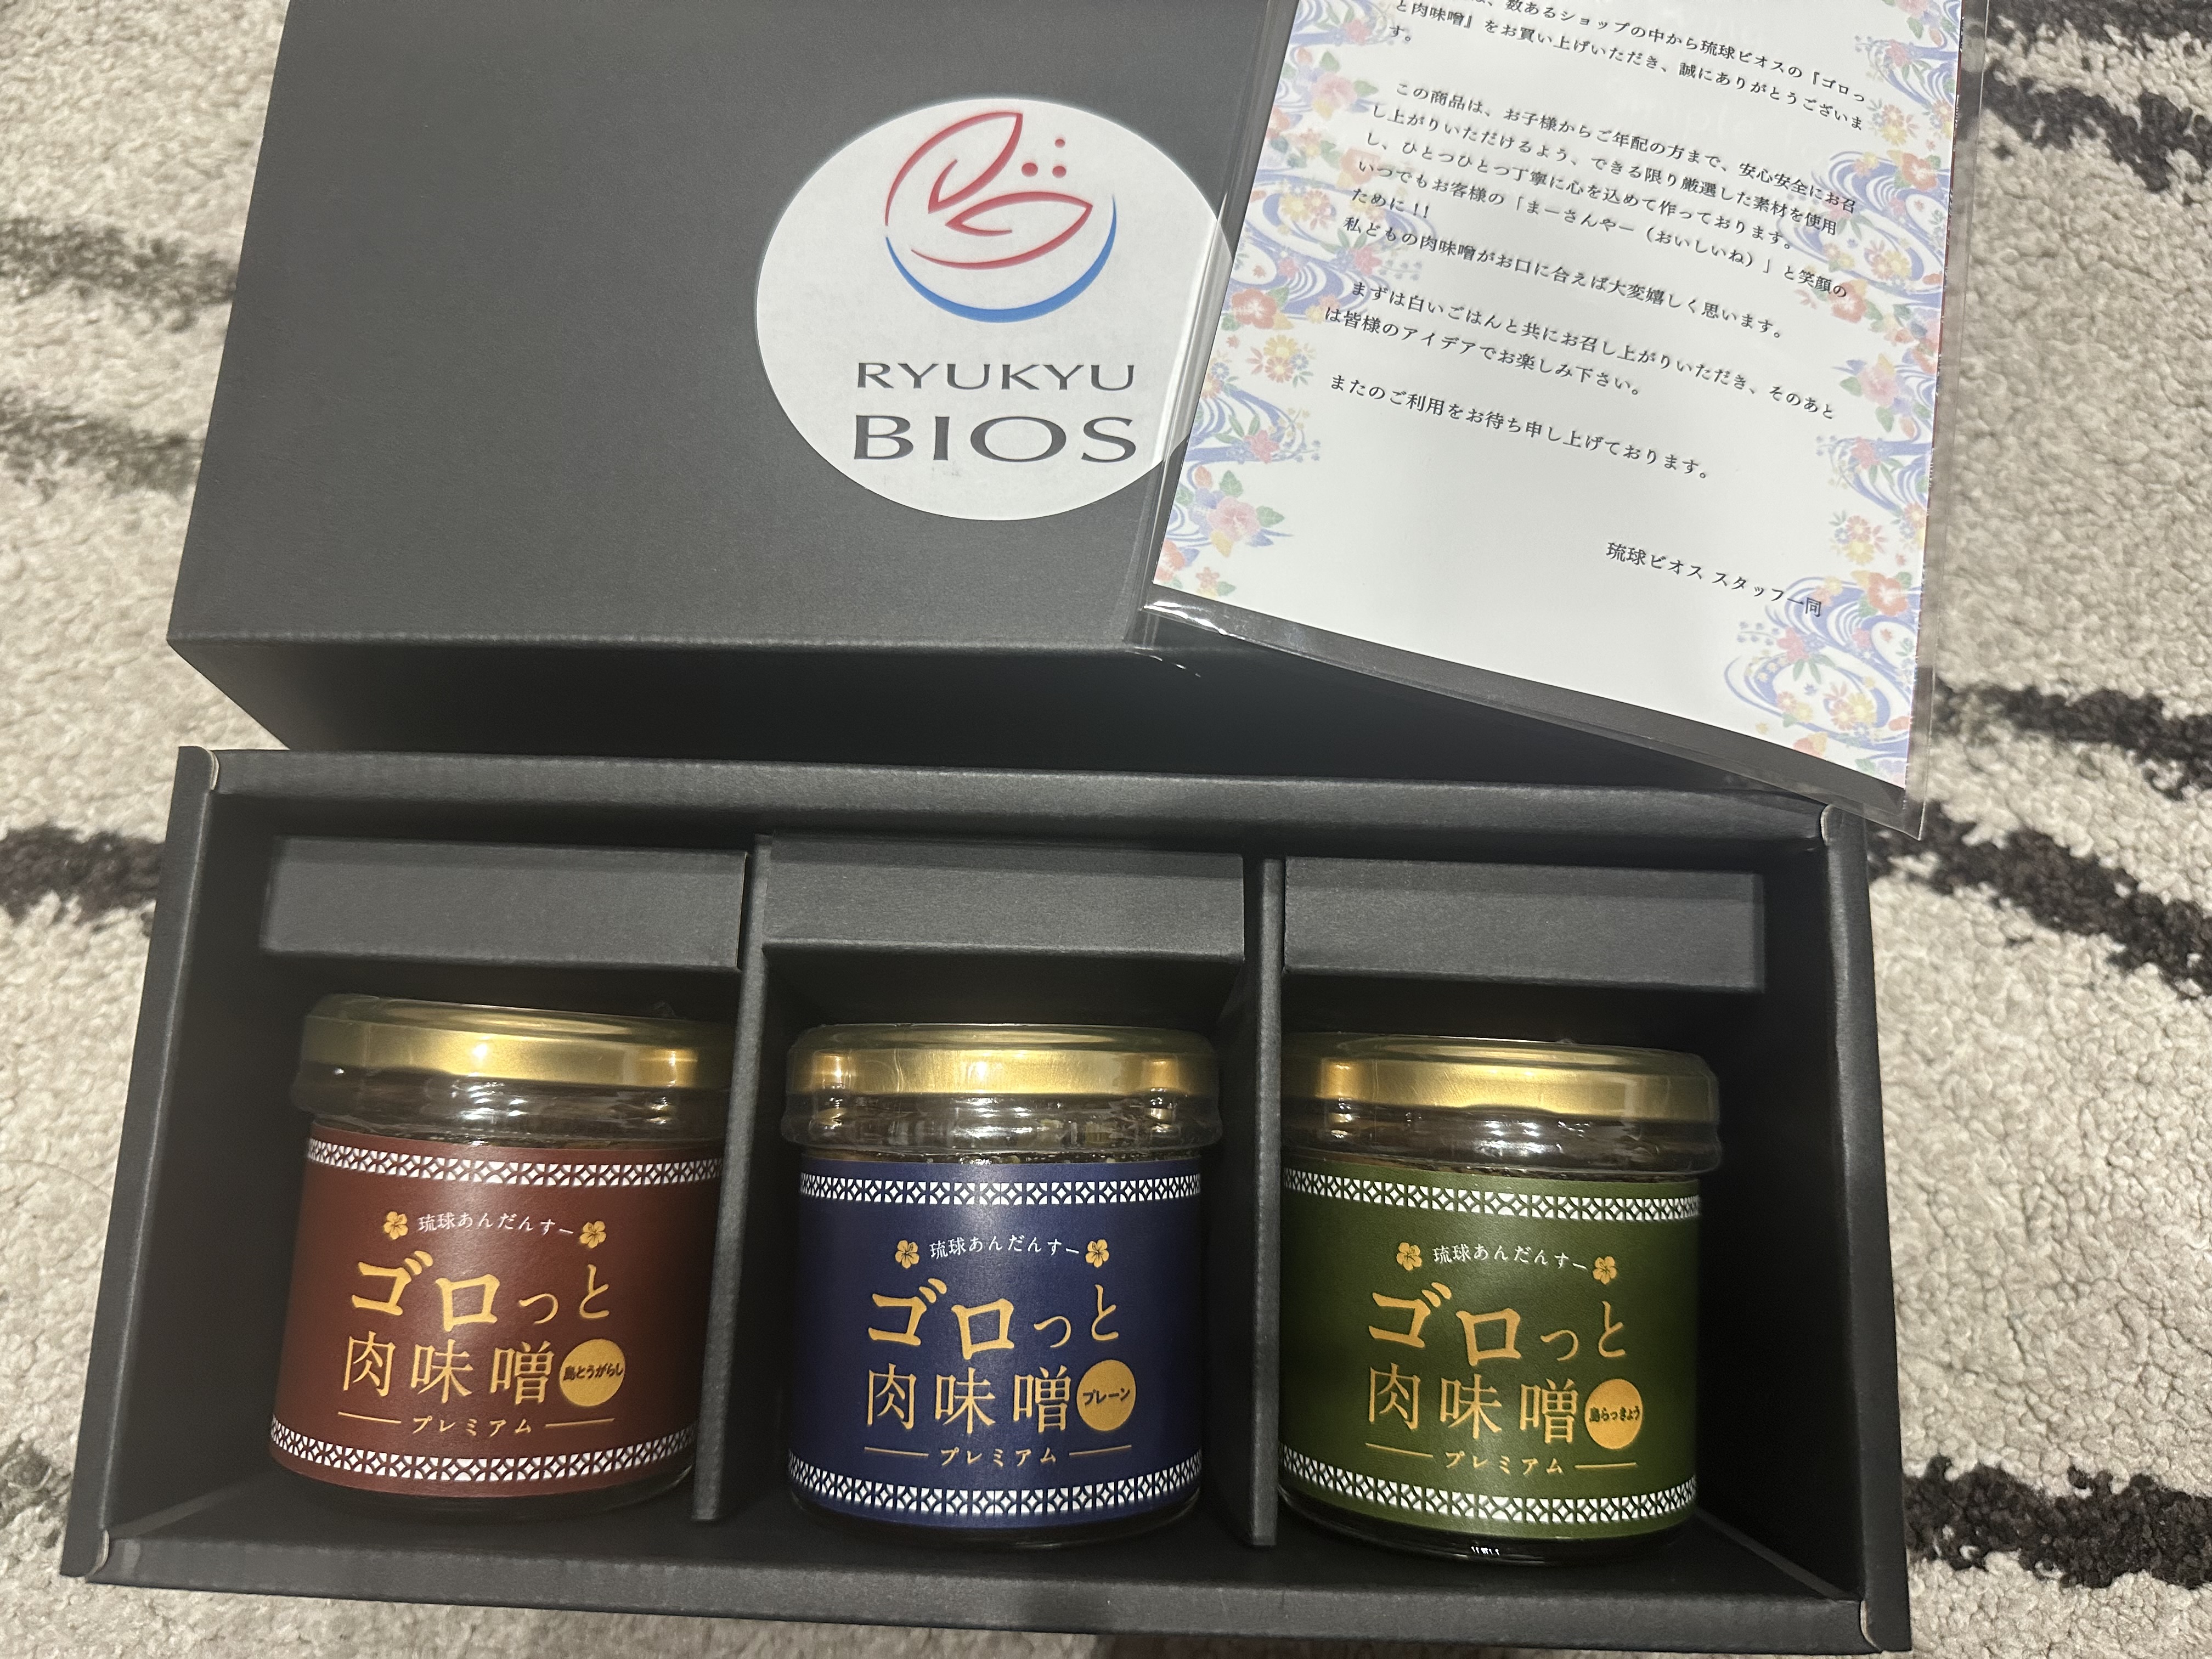 は、数あるショップの中から琉球ビオスの『ゴロっ
と肉味噌』をお買い上げいただき、誠にありがとうございま
す。
この商品は、お子様からご年配の方まで、安心安全にお召
し上がりいただけるよう、できる限り厳選した素材を使用
し、ひとつひとつ丁寧に心を込めて作っております。
いつでもお客様の「まーさんやー（おいしいね）」と笑顔の
ために！!
私どもの肉味噌がお口に合えば大変嬉しく思います。
まずは白いごはんと共にお召し上がりいただき、そのあと
は皆様のアイデアでお楽しみ下さい。
またのご利用をお待ち申し上げております。
琉球ビオス スタッフ一同
RYUKYU
BIOS
琉球あんだんすー
ゴロっと
肉味噌
島とうがらし
プレミアム
琉球あんだんすー
ゴロっと
肉味噌
プレーン
プレミアム
琉球あんだんすー
ゴロっと
肉味噌
島らっきょう
プレミアム